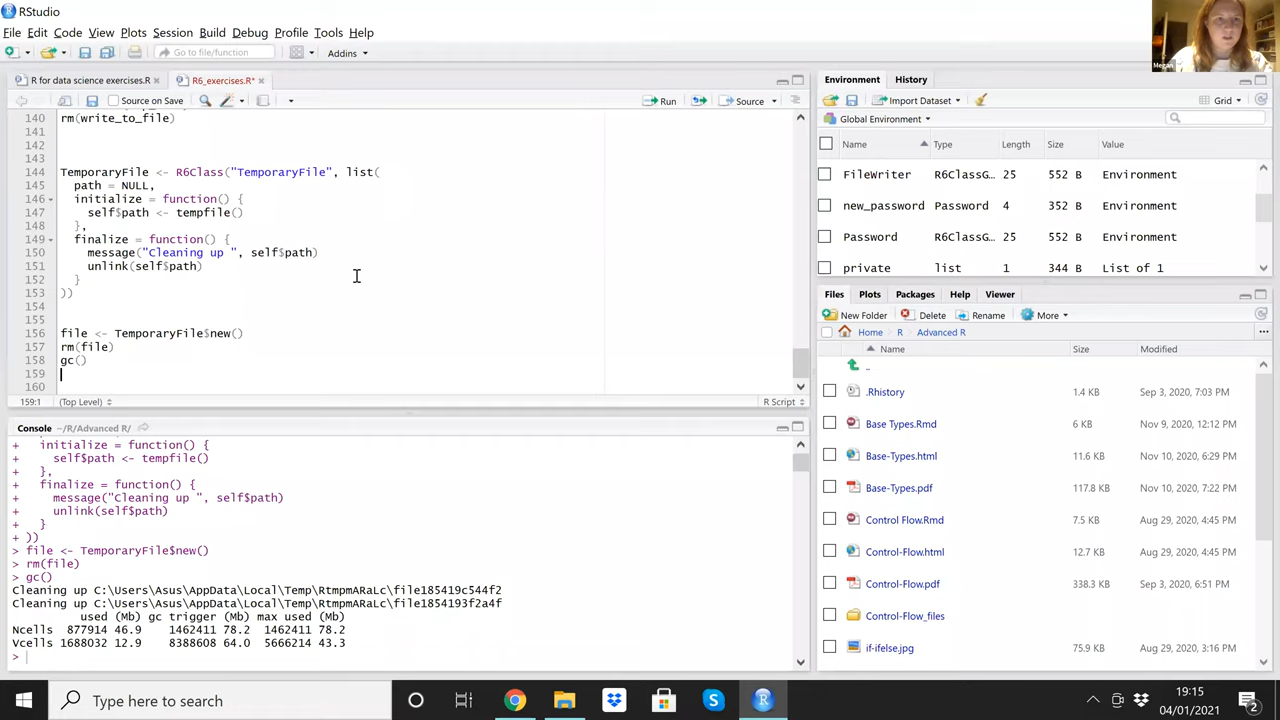 RStudio
File Edit Code View Plots Session Build Debug Profile Tools Help
Go to file/function Addins
Megan
R for data science exercises.R R6_exercises.R*
Source on Save Run Source
140 rm(write_to_file)
141
142
143
144 TemporaryFile <- R6Class("TemporaryFile", list(
145 path = NULL,
146 initialize = function() {
147 self$path <- tempfile()
148 },
149 finalize = function() {
150 message("Cleaning up ", self$path)
151 unlink(self$path)
152 }
153 ))
154
155
156 file <- TemporaryFile$new()
157 rm(file)
158 gc()
159
160
159:1 (Top Level) R Script
Console ~/R/Advanced R/
+ initialize = function() {
+ self$path <- tempfile()
+ },
+ finalize = function() {
+ message("Cleaning up ", self$path)
+ unlink(self$path)
+ }
+ ))
> file <- TemporaryFile$new()
> rm(file)
> gc()
Cleaning up C:\Users\Asus\AppData\Local\Temp\RtmpmARaLc\file185419c544f2
Cleaning up C:\Users\Asus\AppData\Local\Temp\RtmpmARaLc\file1854193f2a4f
used (Mb) gc trigger (Mb) max used (Mb)
Ncells 877914 46.9 1462411 78.2 1462411 78.2
Vcells 1688032 12.9 8388608 64.0 5666214 43.3
>
Environment History
Import Dataset Grid
Global Environment
Name Type Length Size Value
FileWriter R6ClassG... 25 552 B Environment
new_password Password 4 352 B Environment
Password R6ClassG... 25 552 B Environment
private list 1 344 B List of 1
Files Plots Packages Help Viewer
New Folder Delete Rename More
Home R Advanced R
Name Size Modified
..
.Rhistory 1.4 KB Sep 3, 2020, 7:03 PM
Base Types.Rmd 6 KB Nov 9, 2020, 12:12 PM
Base-Types.html 11.6 KB Nov 10, 2020, 6:29 PM
Base-Types.pdf 117.8 KB Nov 10, 2020, 7:22 PM
Control Flow.Rmd 7.5 KB Aug 29, 2020, 4:45 PM
Control-Flow.html 12.7 KB Aug 29, 2020, 4:45 PM
Control-Flow.pdf 338.3 KB Sep 3, 2020, 6:51 PM
Control-Flow_files
if-ifelse.jpg 75.9 KB Aug 29, 2020, 3:16 PM
Type here to search
19:15
04/01/2021
2